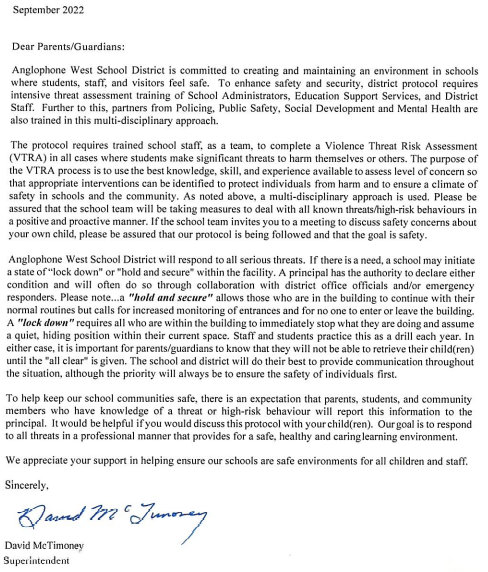 September 2022
Dear Parents/Guardians:
Anglophone West School District is committed to creating and maintaining an environment in schools
where students, staff, and visitors feel safe. To enhance safety and security, district protocol requires
intensive threat assessment training of School Administrators, Education Support Services, and District
Staff. Further to this, partners from Policing, Public Safety, Social Development and Mental Health are
also trained in this multi-disciplinary approach.
The protocol requires trained school staff, as a team, to complete a Violence Threat Risk Assessment
(VTRA) in all cases where students make significant threats to harm themselves or others. The purpose of
the VTRA process is to use the best knowledge, skill, and experience available to assess level of concern so
that appropriate interventions can be identified to protect individuals from harm and to ensure a climate of
safety in schools and the community. As noted above, a multi-disciplinary approach is used. Please be
assured that the school team will be taking measures to deal with all known threats/high-risk behaviours in
a positive and proactive manner. If the school team invites you to a meeting to discuss safety concerns about
your own child, please be assured that our protocol is being followed and that the goal is safety.
Anglophone West School District will respond to all serious threats. If there is a need, a school may initiate
a state of "lock down" or "hold and secure" within the facility. A principal has the authority to declare either
condition and will often do so through collaboration with district office officials and/or emergency
responders. Please note...a "hold and secure" allows those who are in the building to continue with their
normal routines but calls for increased monitoring of entrances and for no one to enter or leave the building.
A "lock down" requires all who are within the building to immediately stop what they are doing and assume
a quiet, hiding position within their current space. Staff and students practice this as a drill each year. In
either case, it is important for parents/guardians to know that they will not be able to retrieve their child(ren)
until the "all clear" is given. The school and district will do their best to provide communication throughout
the situation, although the priority will always be to ensure the safety of individuals first.
To help keep our school communities safe, there is an expectation that parents, students, and community
members who have knowledge of a threat or high-risk behaviour will report this information to the
principal. It would be helpful if you would discuss this protocol with your child(ren). Our goal is to respond
to all threats in a professional manner that provides for a safe, healthy and caring learning environment.
We appreciate your support in helping ensure our schools are safe environments for all children and staff.
Sincerely,
David McTimoney
David McTimoney
Superintendent